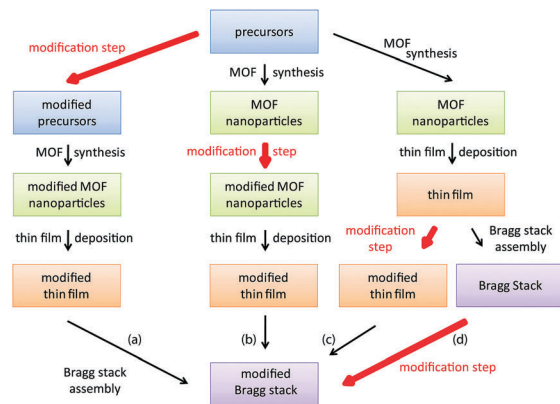 precursors
modification step
MOF synthesis
MOF
synthesis
modified
precursors
MOF
nanoparticles
MOF
nanoparticles
MOF synthesis
modification step
thin film deposition
modified MOF
nanoparticles
modified MOF
nanoparticles
thin film
thin film deposition
thin film deposition
modification
step
Bragg stack
assembly
modified
thin film
modified
thin film
modified
thin film
Bragg Stack
(a)
(b)
(c)
(d)
Bragg stack
assembly
modified
Bragg stack
modification step